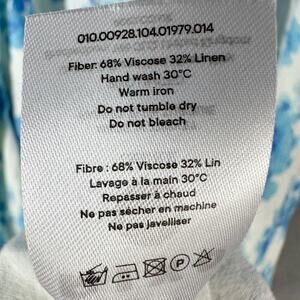 010.00928.104.01979.014
Fiber: 68% Viscose 32% Linen
Hand wash 30°C
Warm iron
Do not tumble dry
Do not bleach
Fibre : 68% Viscose 32% Lin
Lavage à la main 30°C
Repasser à chaud
Ne pas sécher en machine
Ne pas javelliser
P